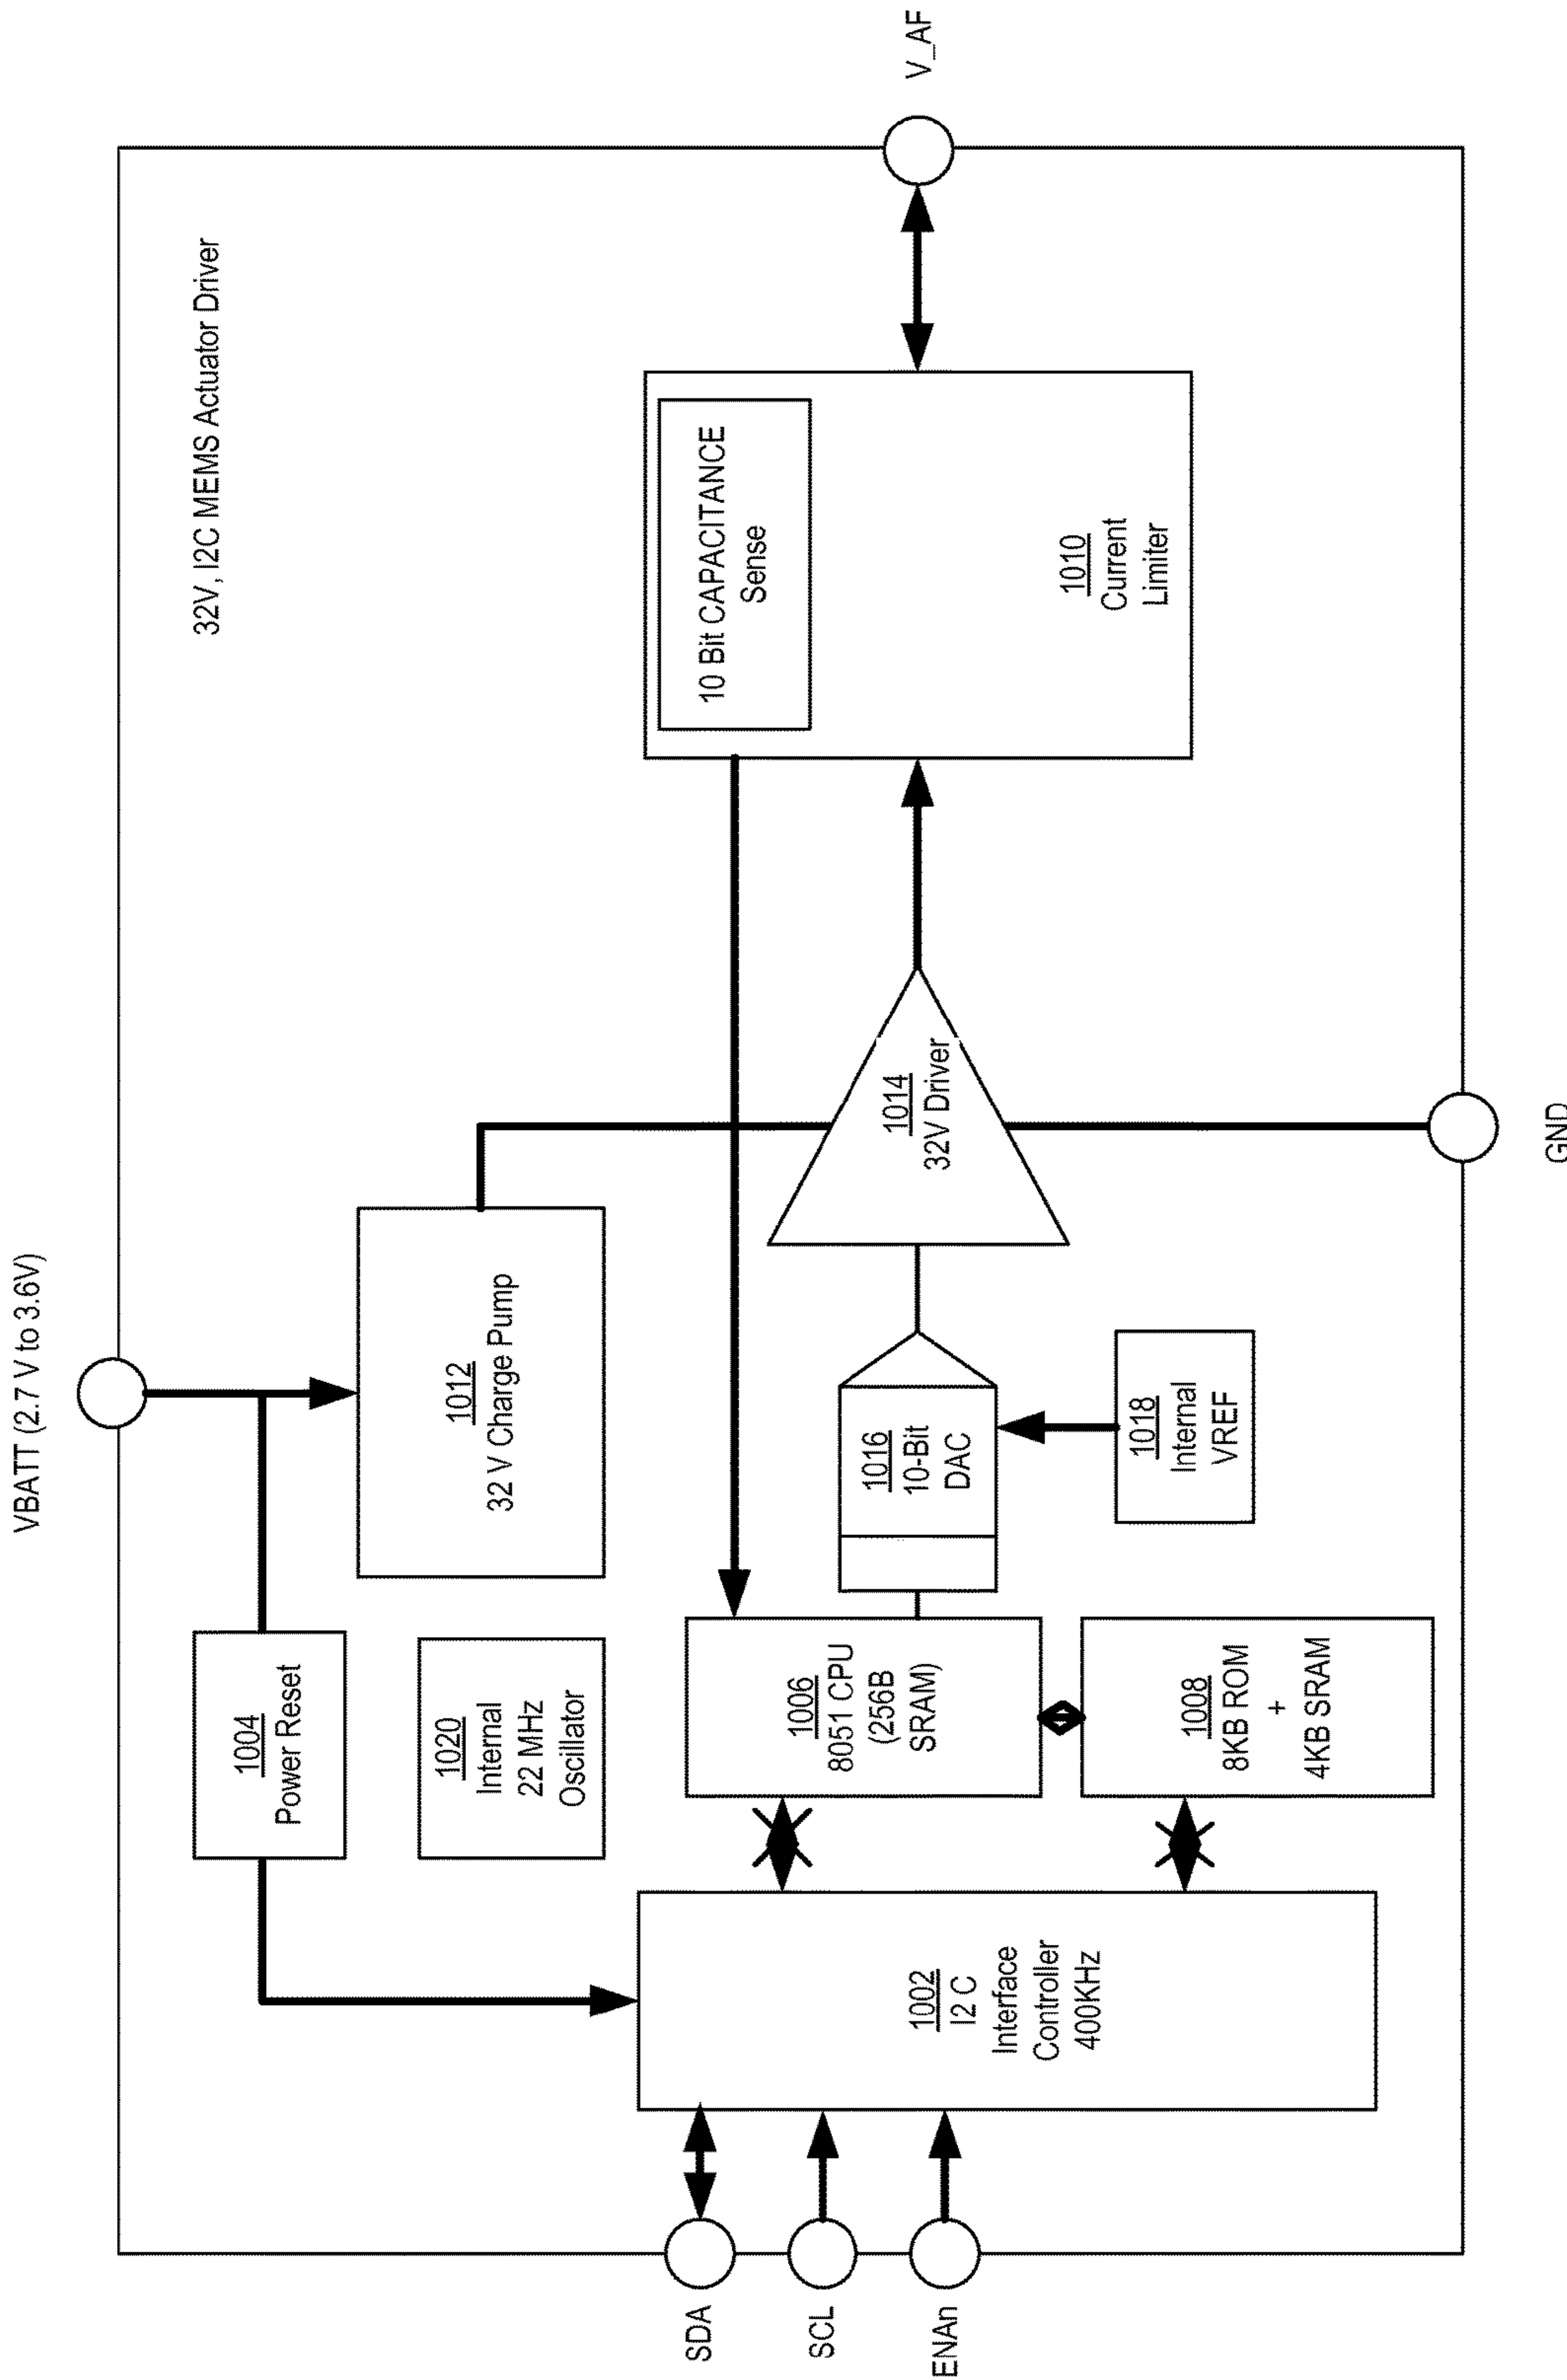 VBATT (2.7 V to 3.6V)
32V, I2C MEMS Actuator Driver
1004
Power Reset
1020
Internal
22 MHz
Oscillator
1012
32 V Charge Pump
10 Bit CAPACITANCE
Sense
1010
Current
Limiter
V_AF
SDA
SCL
ENAn
1002
I2 C
Interface
Controller
400KHz
1006
8051 CPU
(256B
SRAM)
1016
10-Bit
DAC
1014
32V Driver
1008
8KB ROM
+
4KB SRAM
1018
Internal
VREF
GND